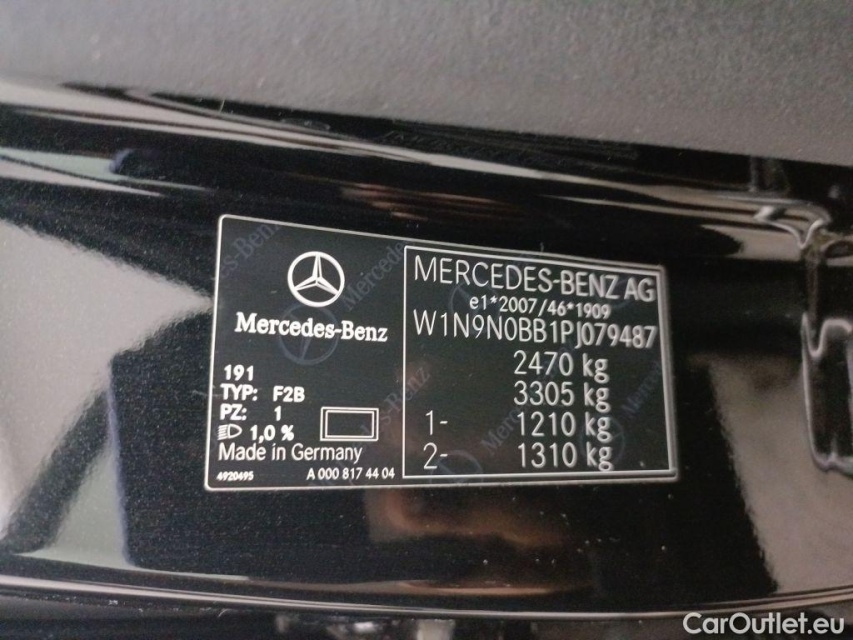 Mercedes-Benz
191
TYP: F2B
PZ: 1
1,0 %
Made in Germany
4920495 A 000 817 44 04
MERCEDES-BENZ AG
e1*2007/46*1909
W1N9N0BB1PJ079487
2470 kg
3305 kg
1- 1210 kg
2- 1310 kg
CarOutlet.eu